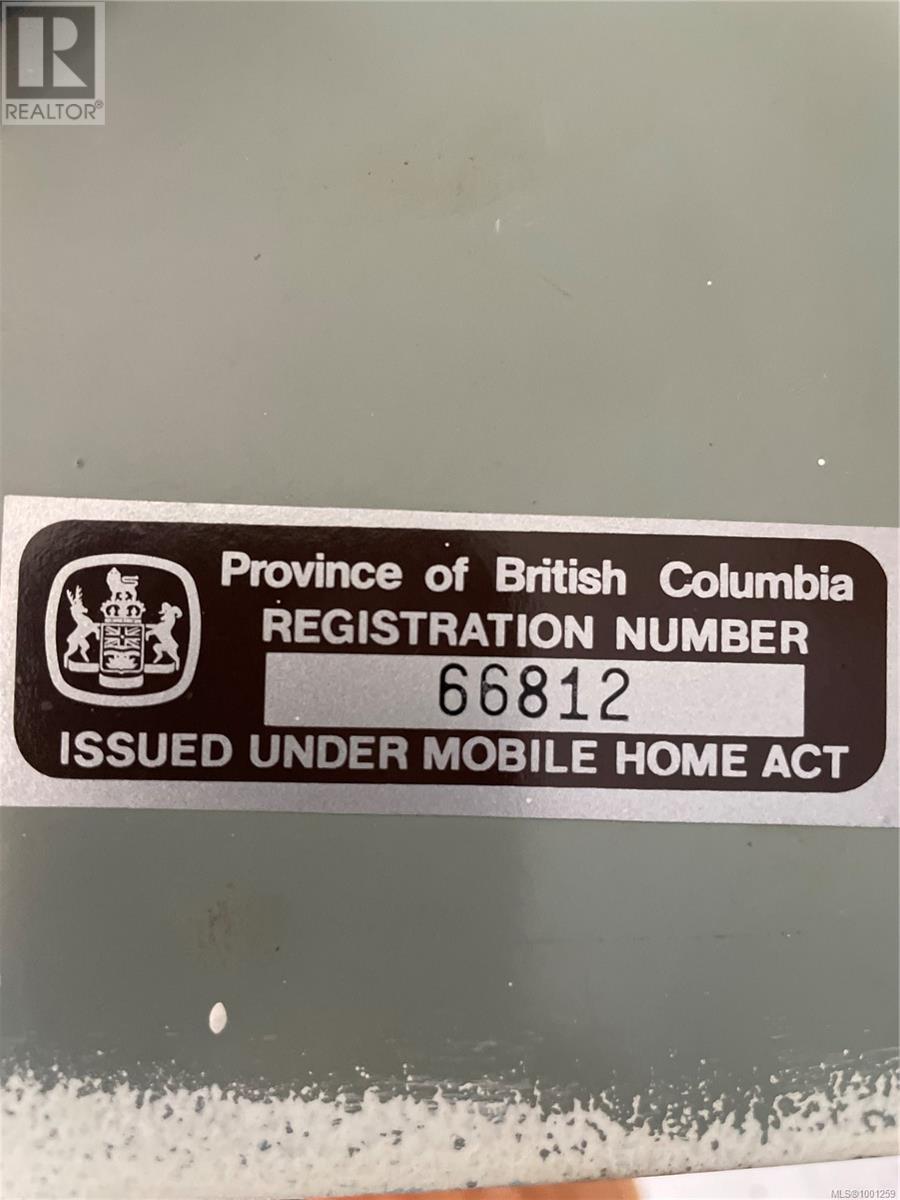 R
REALTOR®
Province of British Columbia
REGISTRATION NUMBER
66812
ISSUED UNDER MOBILE HOME ACT
MLS®1001259